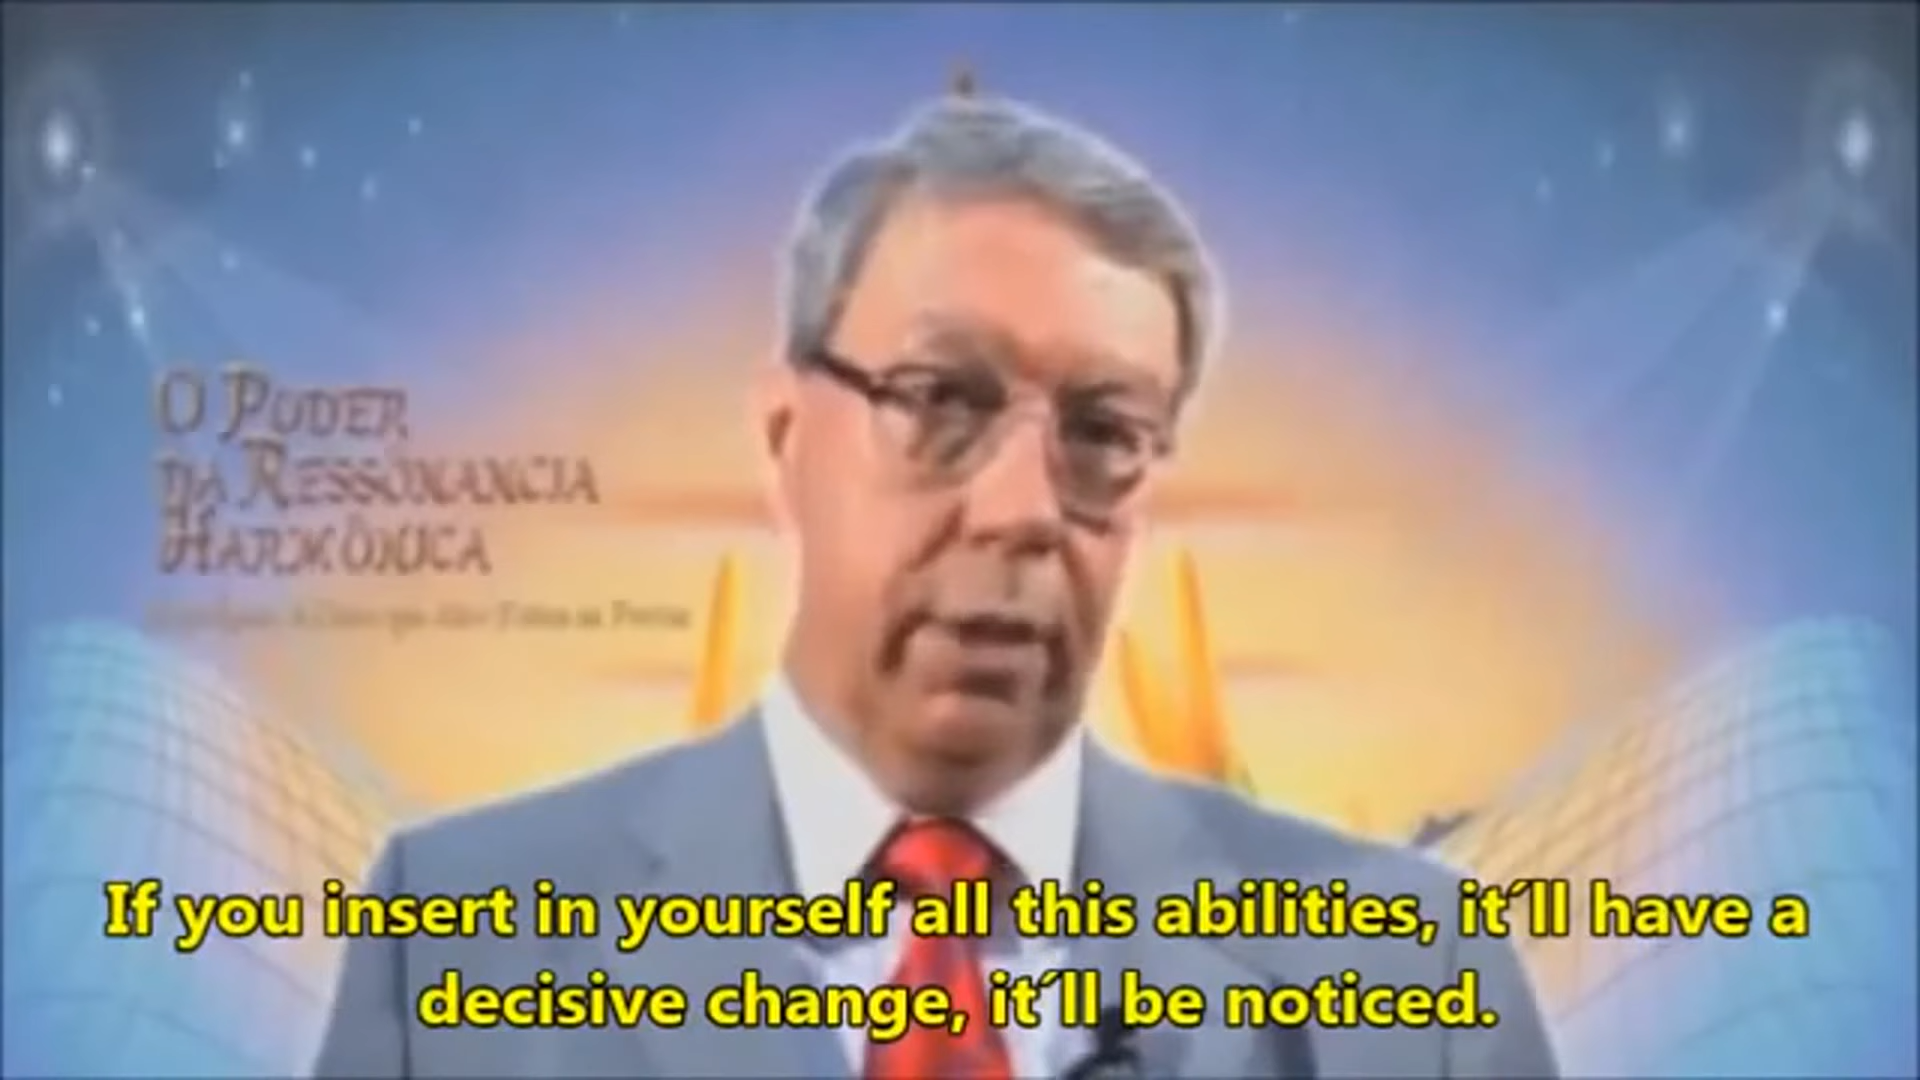 O PODER
DA RESSONANCIA
HARMÔNICA
If you insert in yourself all this abilities, it´ll have a
decisive change, it´ll be noticed.